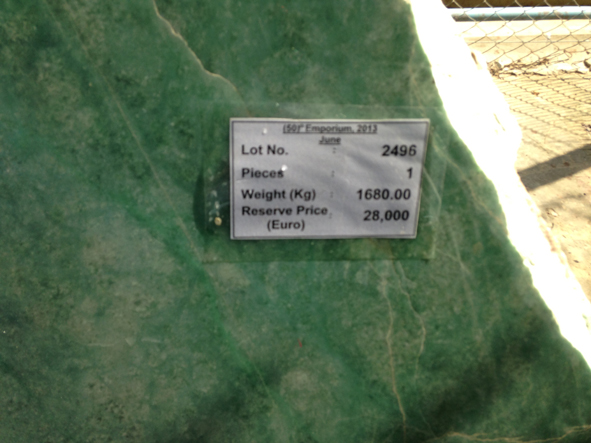 (50)th Emporium, 2013
June
Lot No. : 2496
Pieces : 1
Weight (Kg) : 1680.00
Reserve Price : 28,000
(Euro)